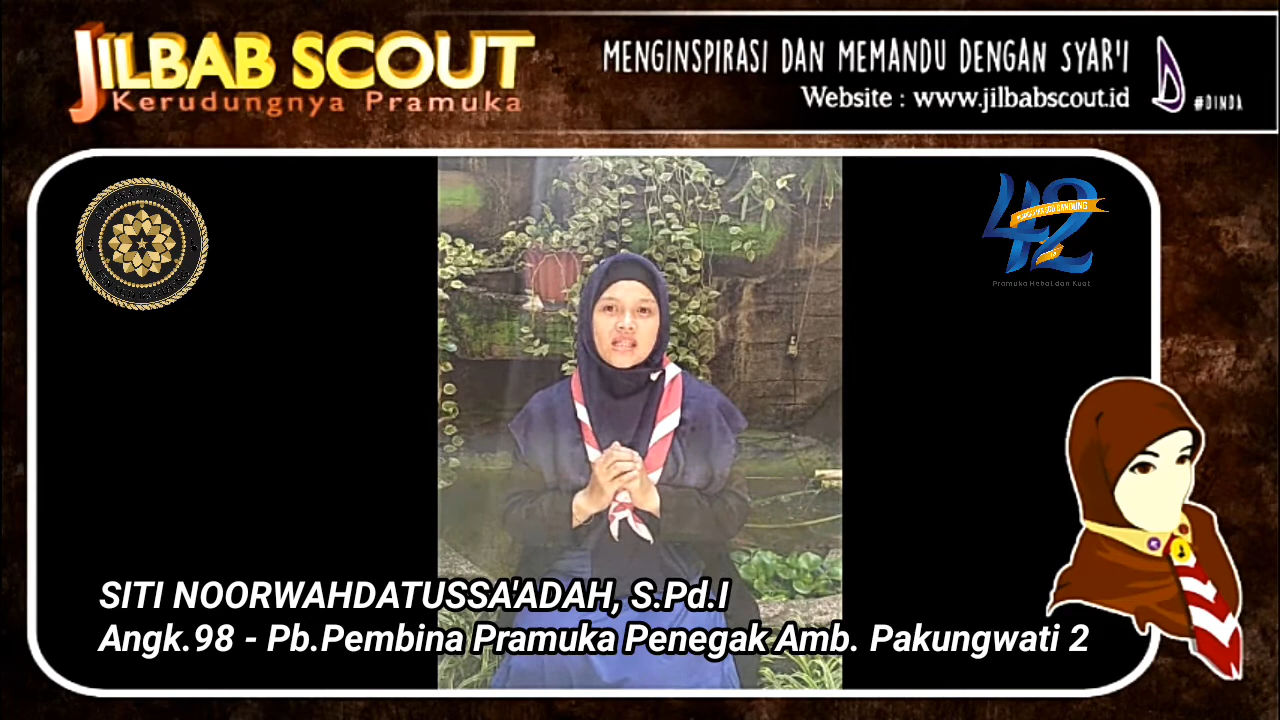 JILBAB SCOUT
Kerudungnya Pramuka
MENGINSPIRASI DAN MEMANDU DENGAN SYAR'I
Website : www.jilbabscout.id
#DINDA
42
Pramuka Hebat dan Kuat
SITI NOORWAHDATUSSA'ADAH, S.Pd.I
Angk.98 - Pb.Pembina Pramuka Penegak Amb. Pakungwati 2